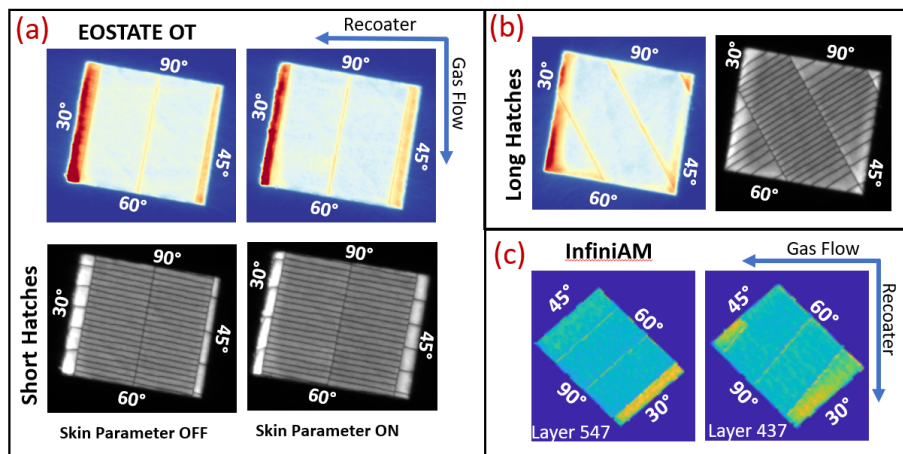 (a)
EOSTATE OT
Recoater
Gas Flow
90°
30°
45°
60°
90°
30°
45°
60°
Short Hatches
90°
30°
45°
60°
90°
30°
45°
60°
Skin Parameter OFF
Skin Parameter ON
(b)
Long Hatches
30°
90°
45°
60°
30°
90°
45°
60°
(c)
InfiniAM
Gas Flow
Recoater
45°
60°
90°
30°
Layer 547
45°
60°
90°
30°
Layer 437